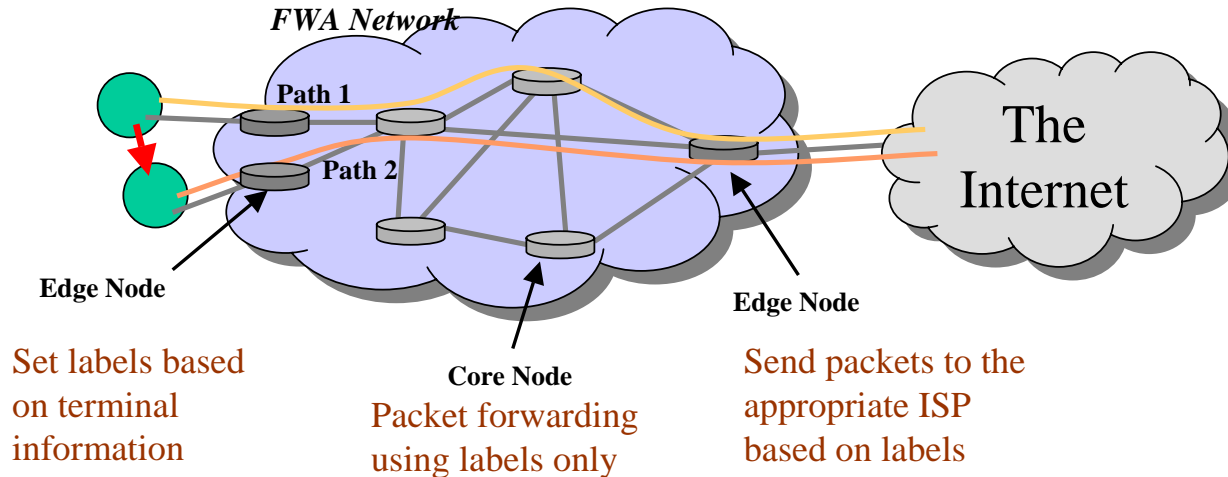 FWA Network
Path 1
Path 2
The
Internet
Edge Node
Edge Node
Core Node
Set labels based
on terminal
information
Packet forwarding
using labels only
Send packets to the
appropriate ISP
based on labels